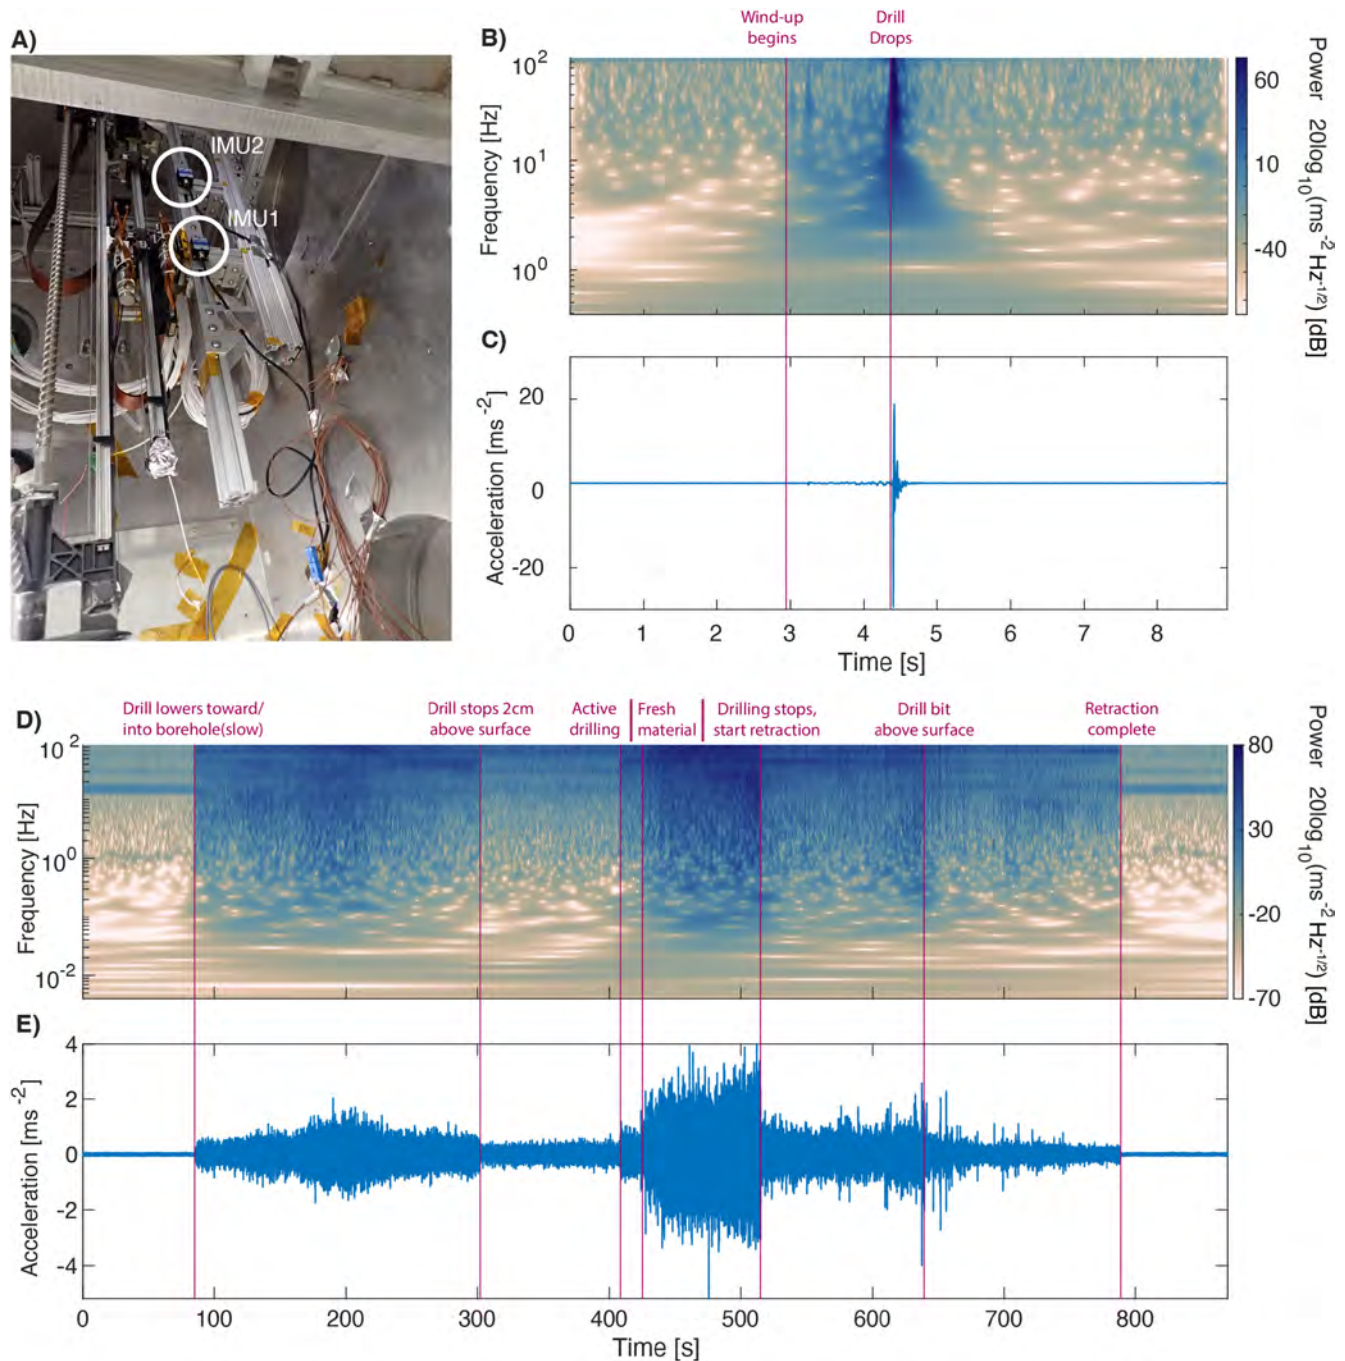 A)
IMU2
IMU1
B)
Wind-up
begins
Drill
Drops
10²
10¹
10⁰
Frequency [Hz]
60
10
-40
Power 20log₁₀(ms⁻² Hz⁻¹/²) [dB]
C)
20
0
-20
Acceleration [ms⁻²]
0 1 2 3 4 5 6 7 8
Time [s]
D)
Drill lowers toward/
into borehole(slow)
Drill stops 2cm
above surface
Active
drilling
Fresh
material
Drilling stops,
start retraction
Drill bit
above surface
Retraction
complete
10²
10⁰
10⁻²
Frequency [Hz]
80
30
-20
-70
Power 20log₁₀(ms⁻² Hz⁻¹/²) [dB]
E)
4
2
0
-2
-4
Acceleration [ms⁻²]
0 100 200 300 400 500 600 700 800
Time [s]